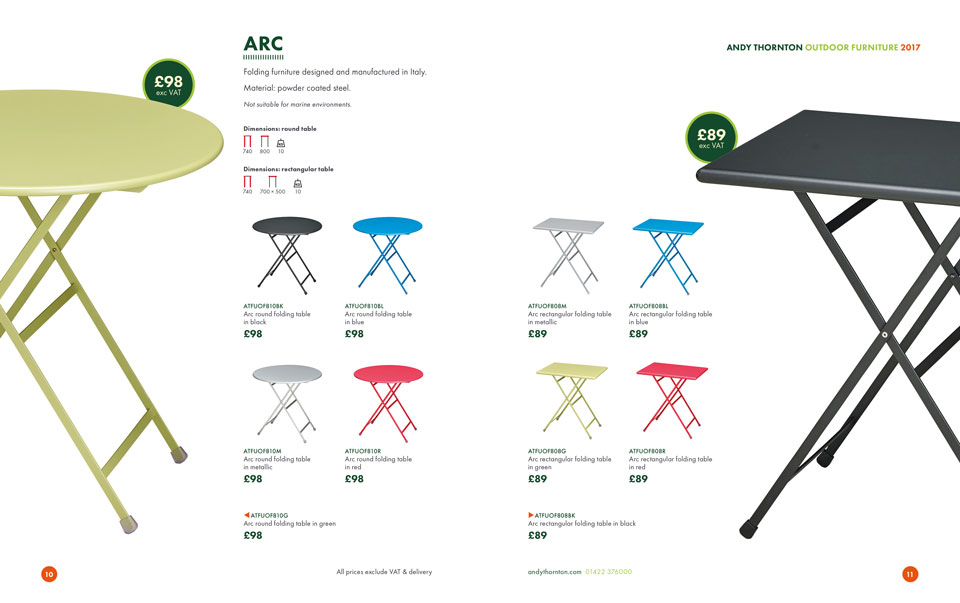 ARC
Folding furniture designed and manufactured in Italy.
Material: powder coated steel.
Not suitable for marine environments.
Dimensions: round table
740 800 10
Dimensions: rectangular table
740 700 × 500 10
£98
exc VAT
ATFUOF810BK
Arc round folding table
in black
£98
ATFUOF810BL
Arc round folding table
in blue
£98
ATFUOF810M
Arc round folding table
in metallic
£98
ATFUOF810R
Arc round folding table
in red
£98
ATFUOF810G
Arc round folding table in green
£98
10
All prices exclude VAT & delivery
ANDY THORNTON OUTDOOR FURNITURE 2017
£89
exc VAT
ATFUOF808M
Arc rectangular folding table
in metallic
£89
ATFUOF808BL
Arc rectangular folding table
in blue
£89
ATFUOF808G
Arc rectangular folding table
in green
£89
ATFUOF808R
Arc rectangular folding table
in red
£89
ATFUOF808BK
Arc rectangular folding table in black
£89
andythornton.com 01422 376000
11